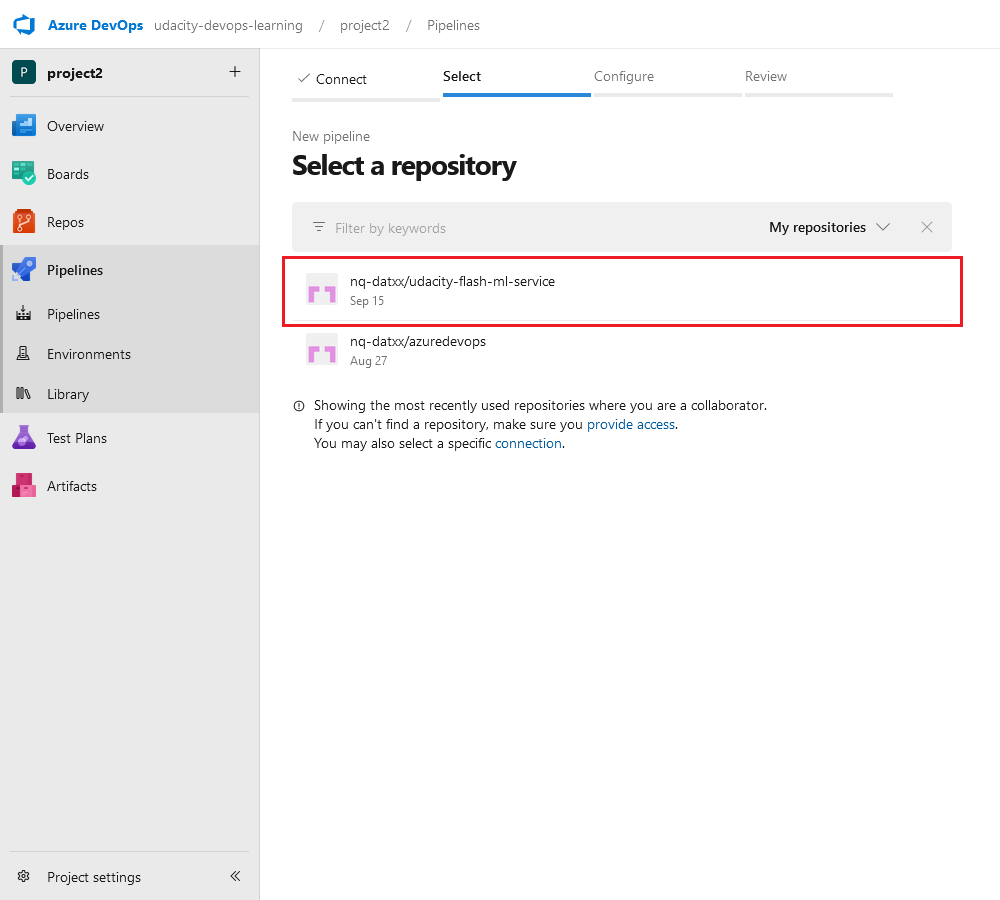 Azure DevOps udacity-devops-learning / project2 / Pipelines
P project2 +
Overview
Boards
Repos
Pipelines
Pipelines
Environments
Library
Test Plans
Artifacts
Project settings
Connect Select Configure Review
New pipeline
Select a repository
Filter by keywords My repositories
nq-datxx/udacity-flash-ml-service
Sep 15
nq-datxx/azuredevops
Aug 27
Showing the most recently used repositories where you are a collaborator.
If you can't find a repository, make sure you provide access.
You may also select a specific connection.